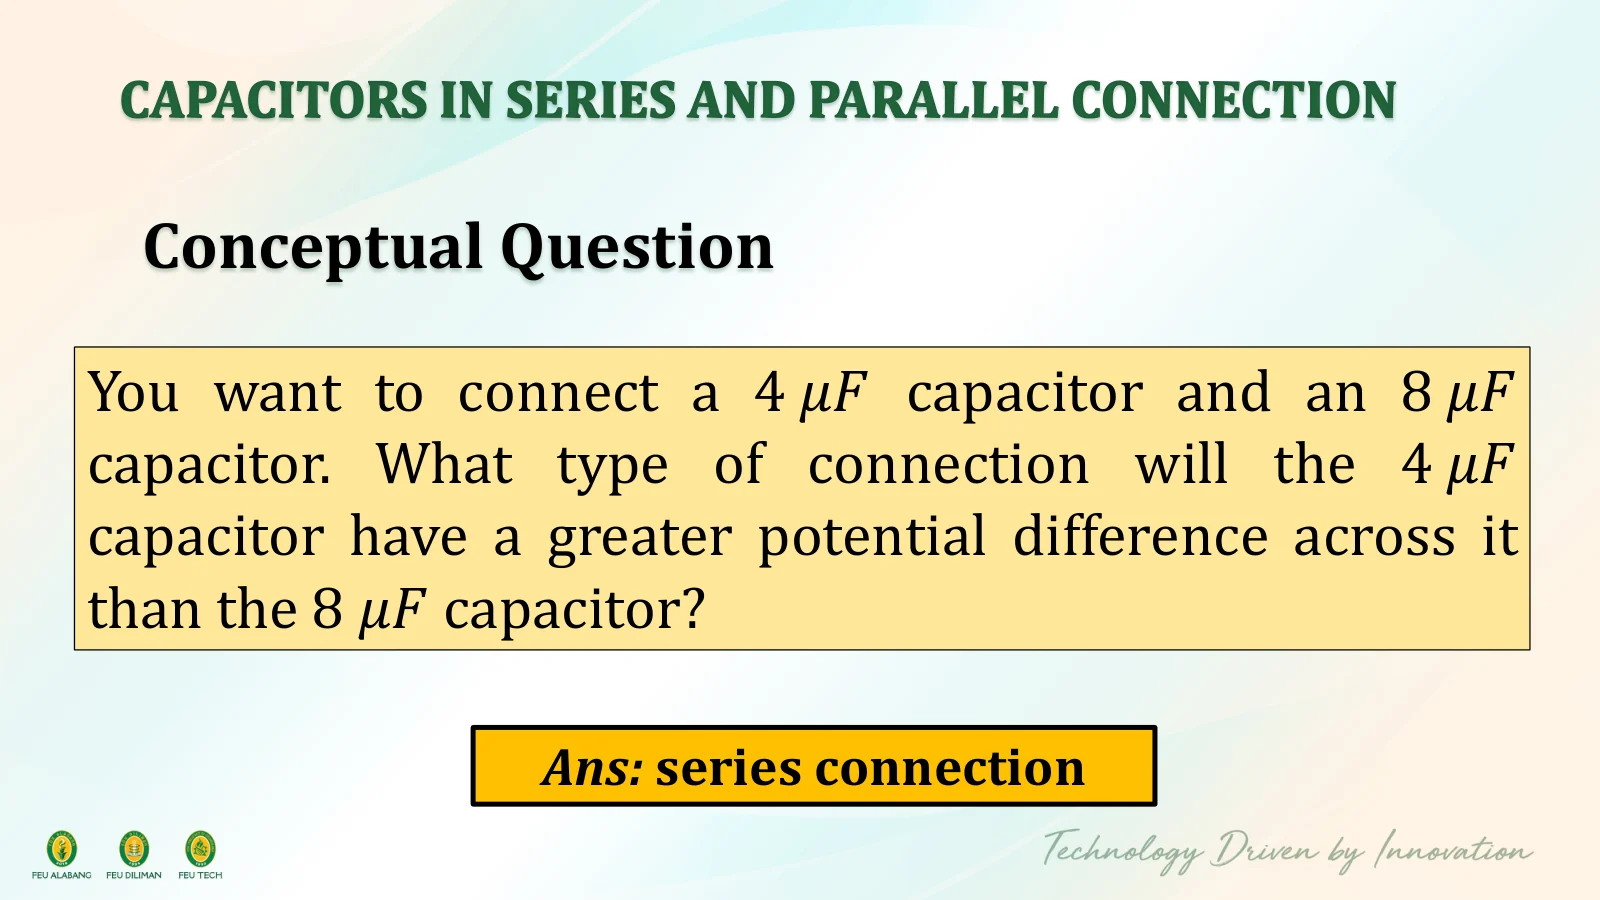 CAPACITORS IN SERIES AND PARALLEL CONNECTION
Conceptual Question
You want to connect a 4 μF capacitor and an 8 μF
capacitor. What type of connection will the 4 μF
capacitor have a greater potential difference across it
than the 8 μF capacitor?
Ans: series connection
FEU ALABANG FEU DILIMAN FEU TECH
Technology Driven by Innovation